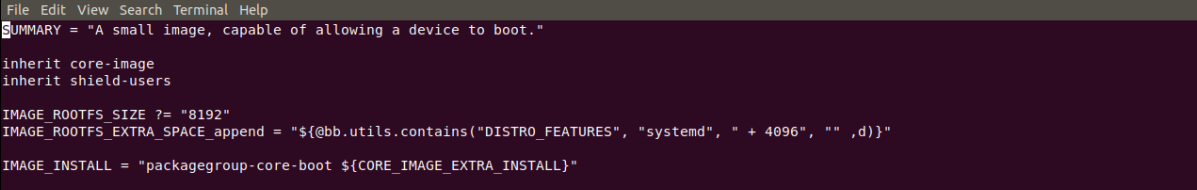 File Edit View Search Terminal Help
SUMMARY = "A small image, capable of allowing a device to boot."
inherit core-image
inherit shield-users
IMAGE_ROOTFS_SIZE ?= "8192"
IMAGE_ROOTFS_EXTRA_SPACE_append = "${@bb.utils.contains("DISTRO_FEATURES", "systemd", " + 4096", "" ,d)}"
IMAGE_INSTALL = "packagegroup-core-boot ${CORE_IMAGE_EXTRA_INSTALL}"